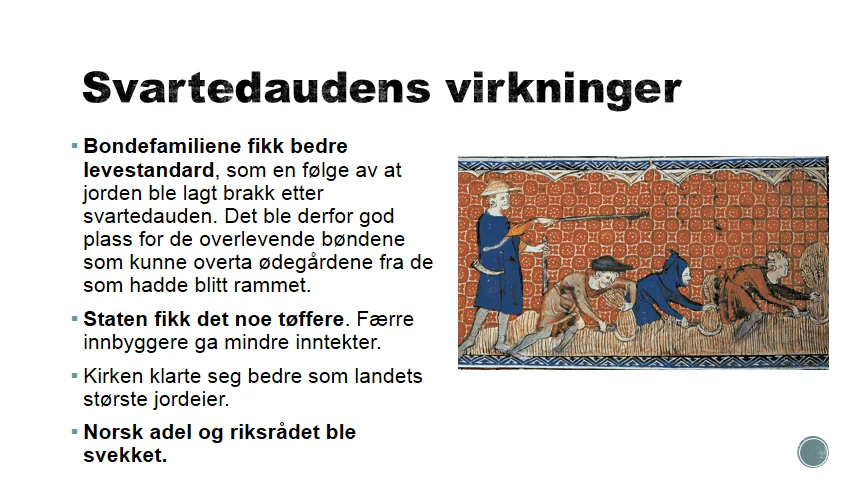 Svartedaudens virkninger
Bondefamiliene fikk bedre
levestandard, som en følge av at
jorden ble lagt brakk etter
svartedauden. Det ble derfor god
plass for de overlevende bøndene
som kunne overta ødegårdene fra de
som hadde blitt rammet.
Staten fikk det noe tøffere. Færre
innbyggere ga mindre inntekter.
Kirken klarte seg bedre som landets
største jordeier.
Norsk adel og riksrådet ble
svekket.